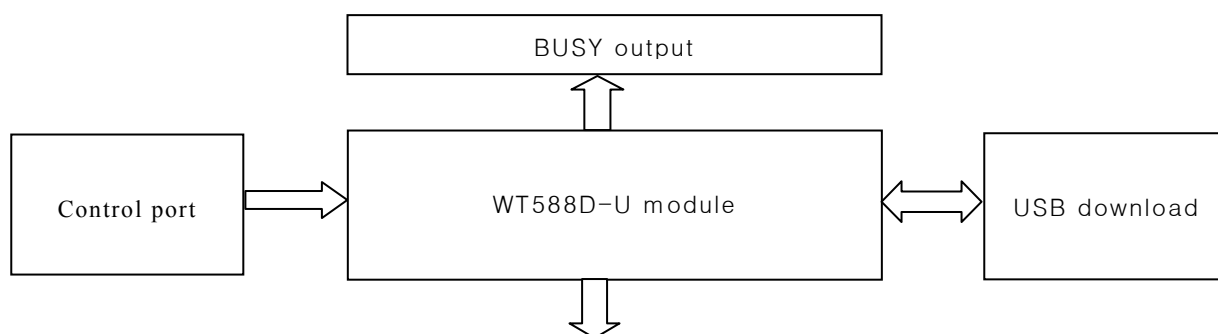 BUSY output
Control port
WT588D-U module
USB download